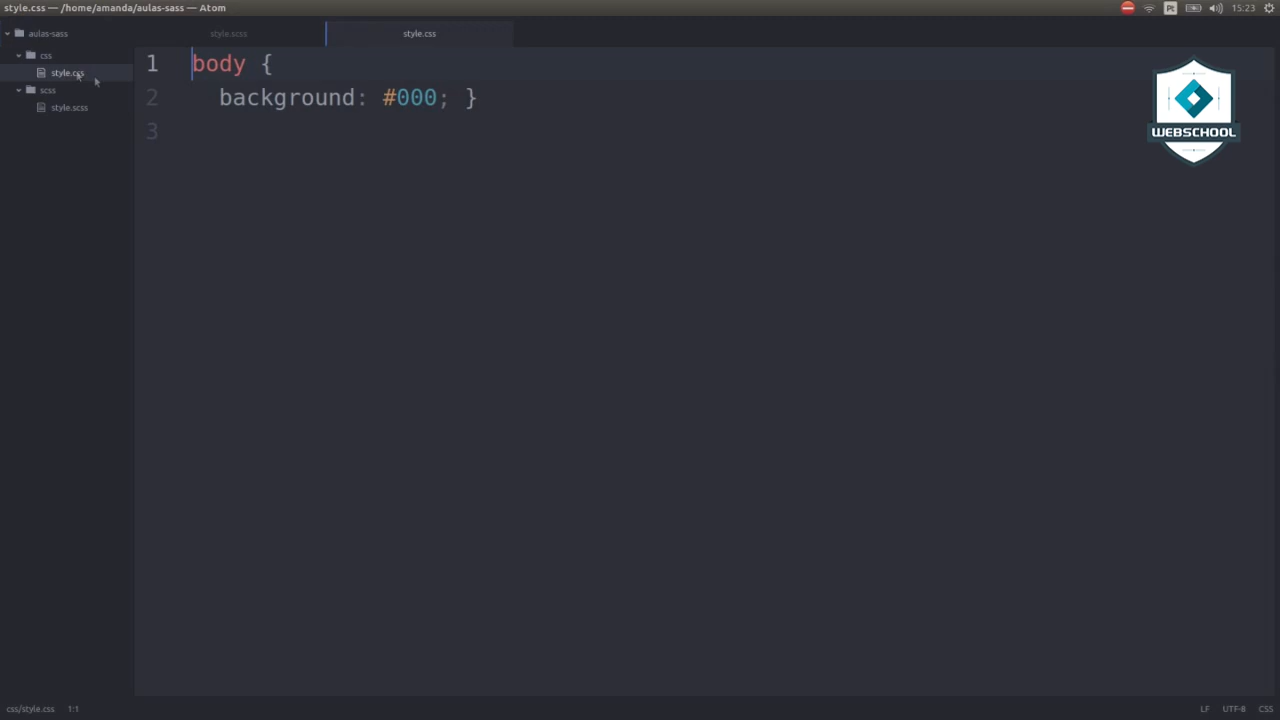 style.css — /home/amanda/aulas-sass — Atom
Pt
15:23
aulas-sass
style.scss
style.css
css
style.css
scss
style.scss
1 body {
2 background: #000; }
3
WEBSCHOOL
css/style.css 1:1
LF UTF-8 CSS